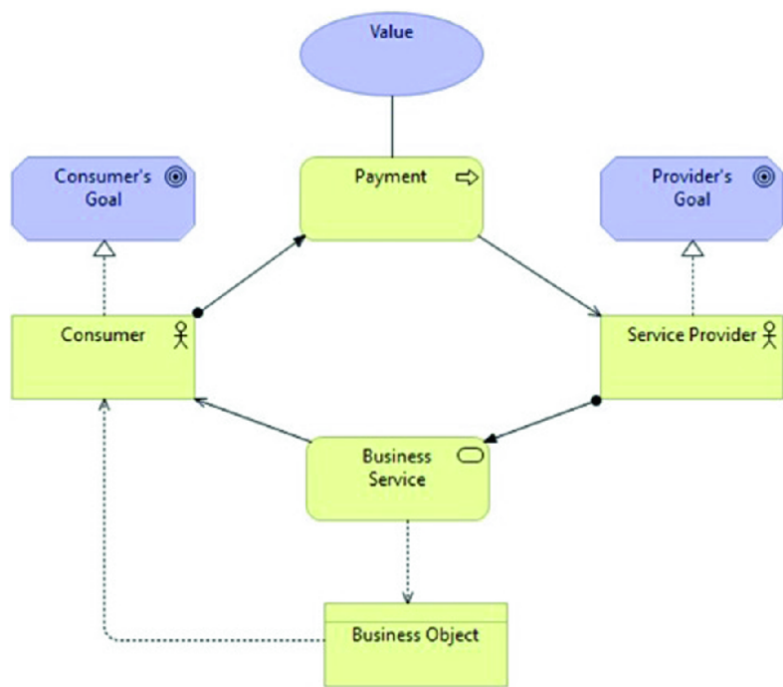 Value
Consumer's
Goal
Payment
Provider's
Goal
Consumer
Service Provider
Business
Service
Business Object